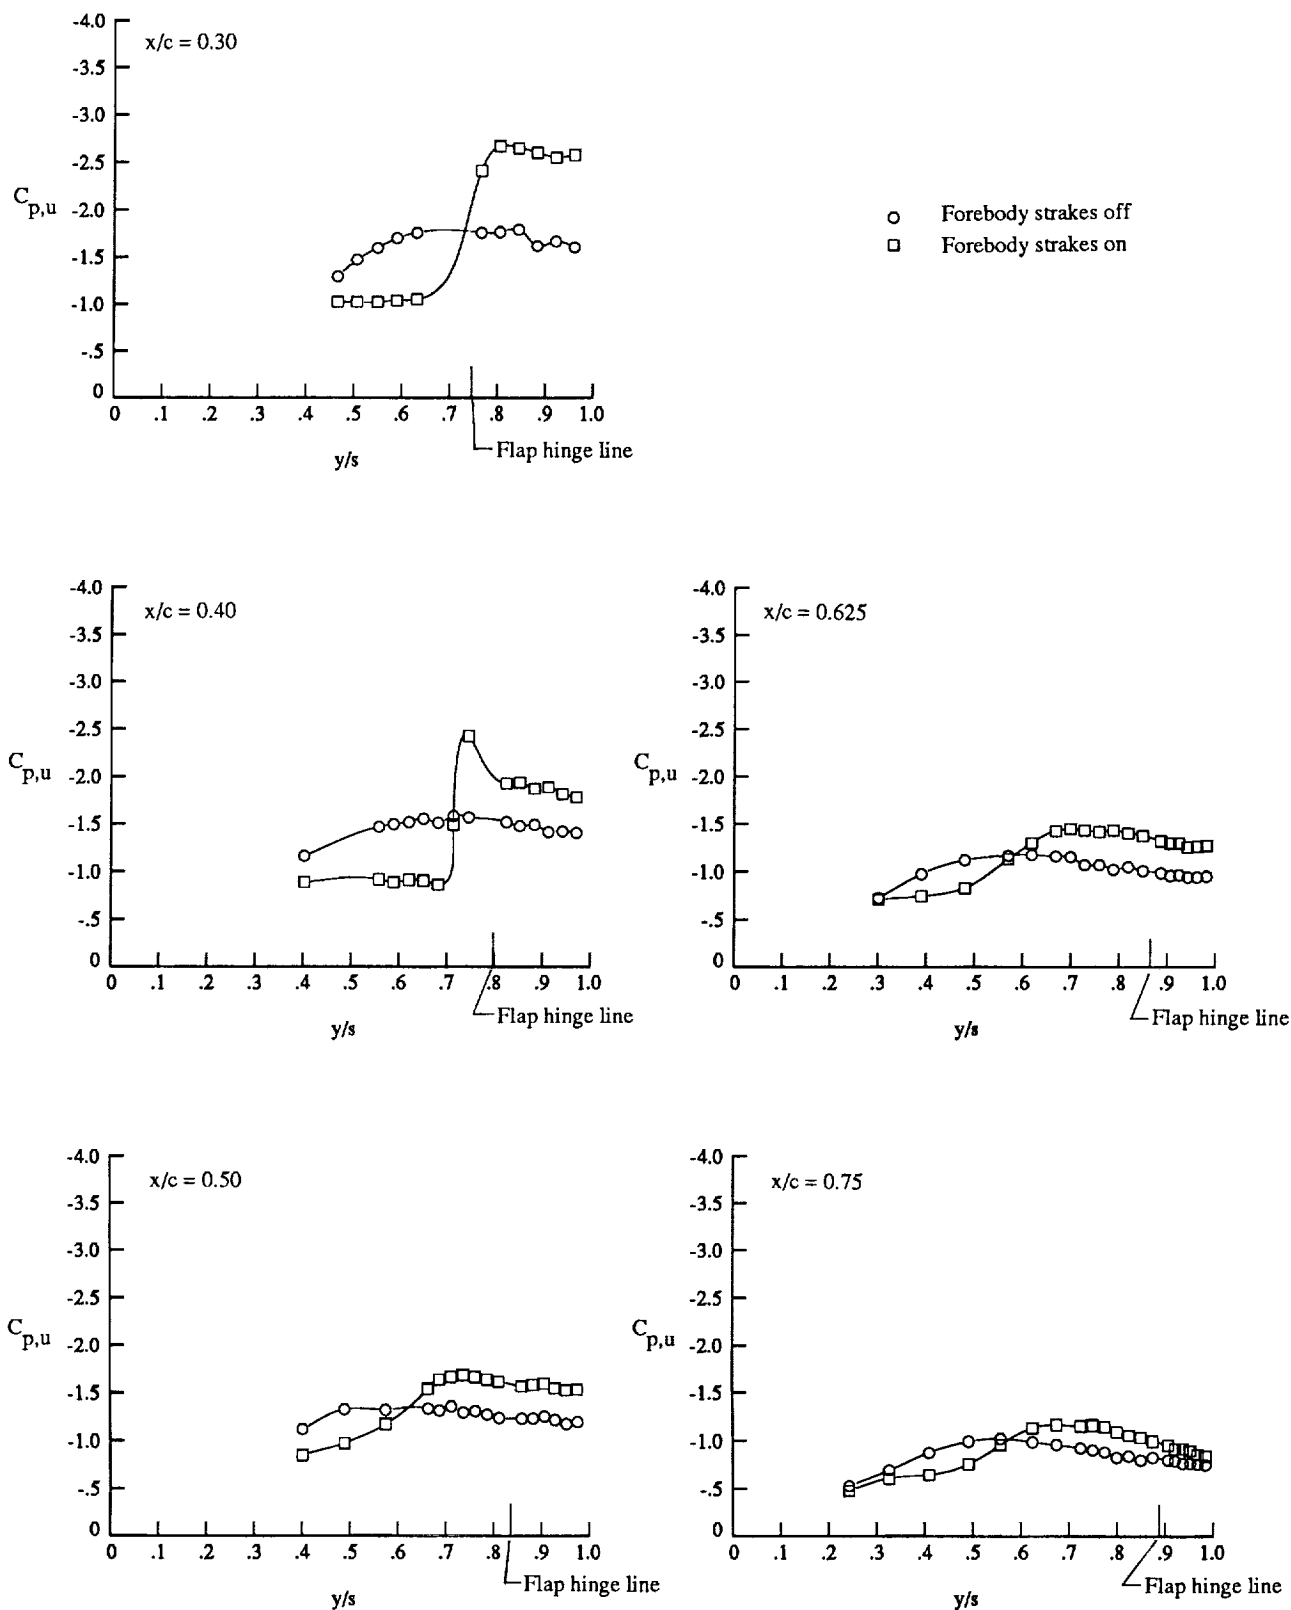 x/c = 0.30
-4.0
-3.5
-3.0
-2.5
-2.0
-1.5
-1.0
-.5
0
C p,u
0 .1 .2 .3 .4 .5 .6 .7 .8 .9 1.0
y/s
Flap hinge line
Forebody strakes off
Forebody strakes on
x/c = 0.40
-4.0
-3.5
-3.0
-2.5
-2.0
-1.5
-1.0
-.5
0
C p,u
0 .1 .2 .3 .4 .5 .6 .7 .8 .9 1.0
y/s
Flap hinge line
x/c = 0.625
-4.0
-3.5
-3.0
-2.5
-2.0
-1.5
-1.0
-.5
0
C p,u
0 .1 .2 .3 .4 .5 .6 .7 .8 .9 1.0
y/s
Flap hinge line
x/c = 0.50
-4.0
-3.5
-3.0
-2.5
-2.0
-1.5
-1.0
-.5
0
C p,u
0 .1 .2 .3 .4 .5 .6 .7 .8 .9 1.0
y/s
Flap hinge line
x/c = 0.75
-4.0
-3.5
-3.0
-2.5
-2.0
-1.5
-1.0
-.5
0
C p,u
0 .1 .2 .3 .4 .5 .6 .7 .8 .9 1.0
y/s
Flap hinge line